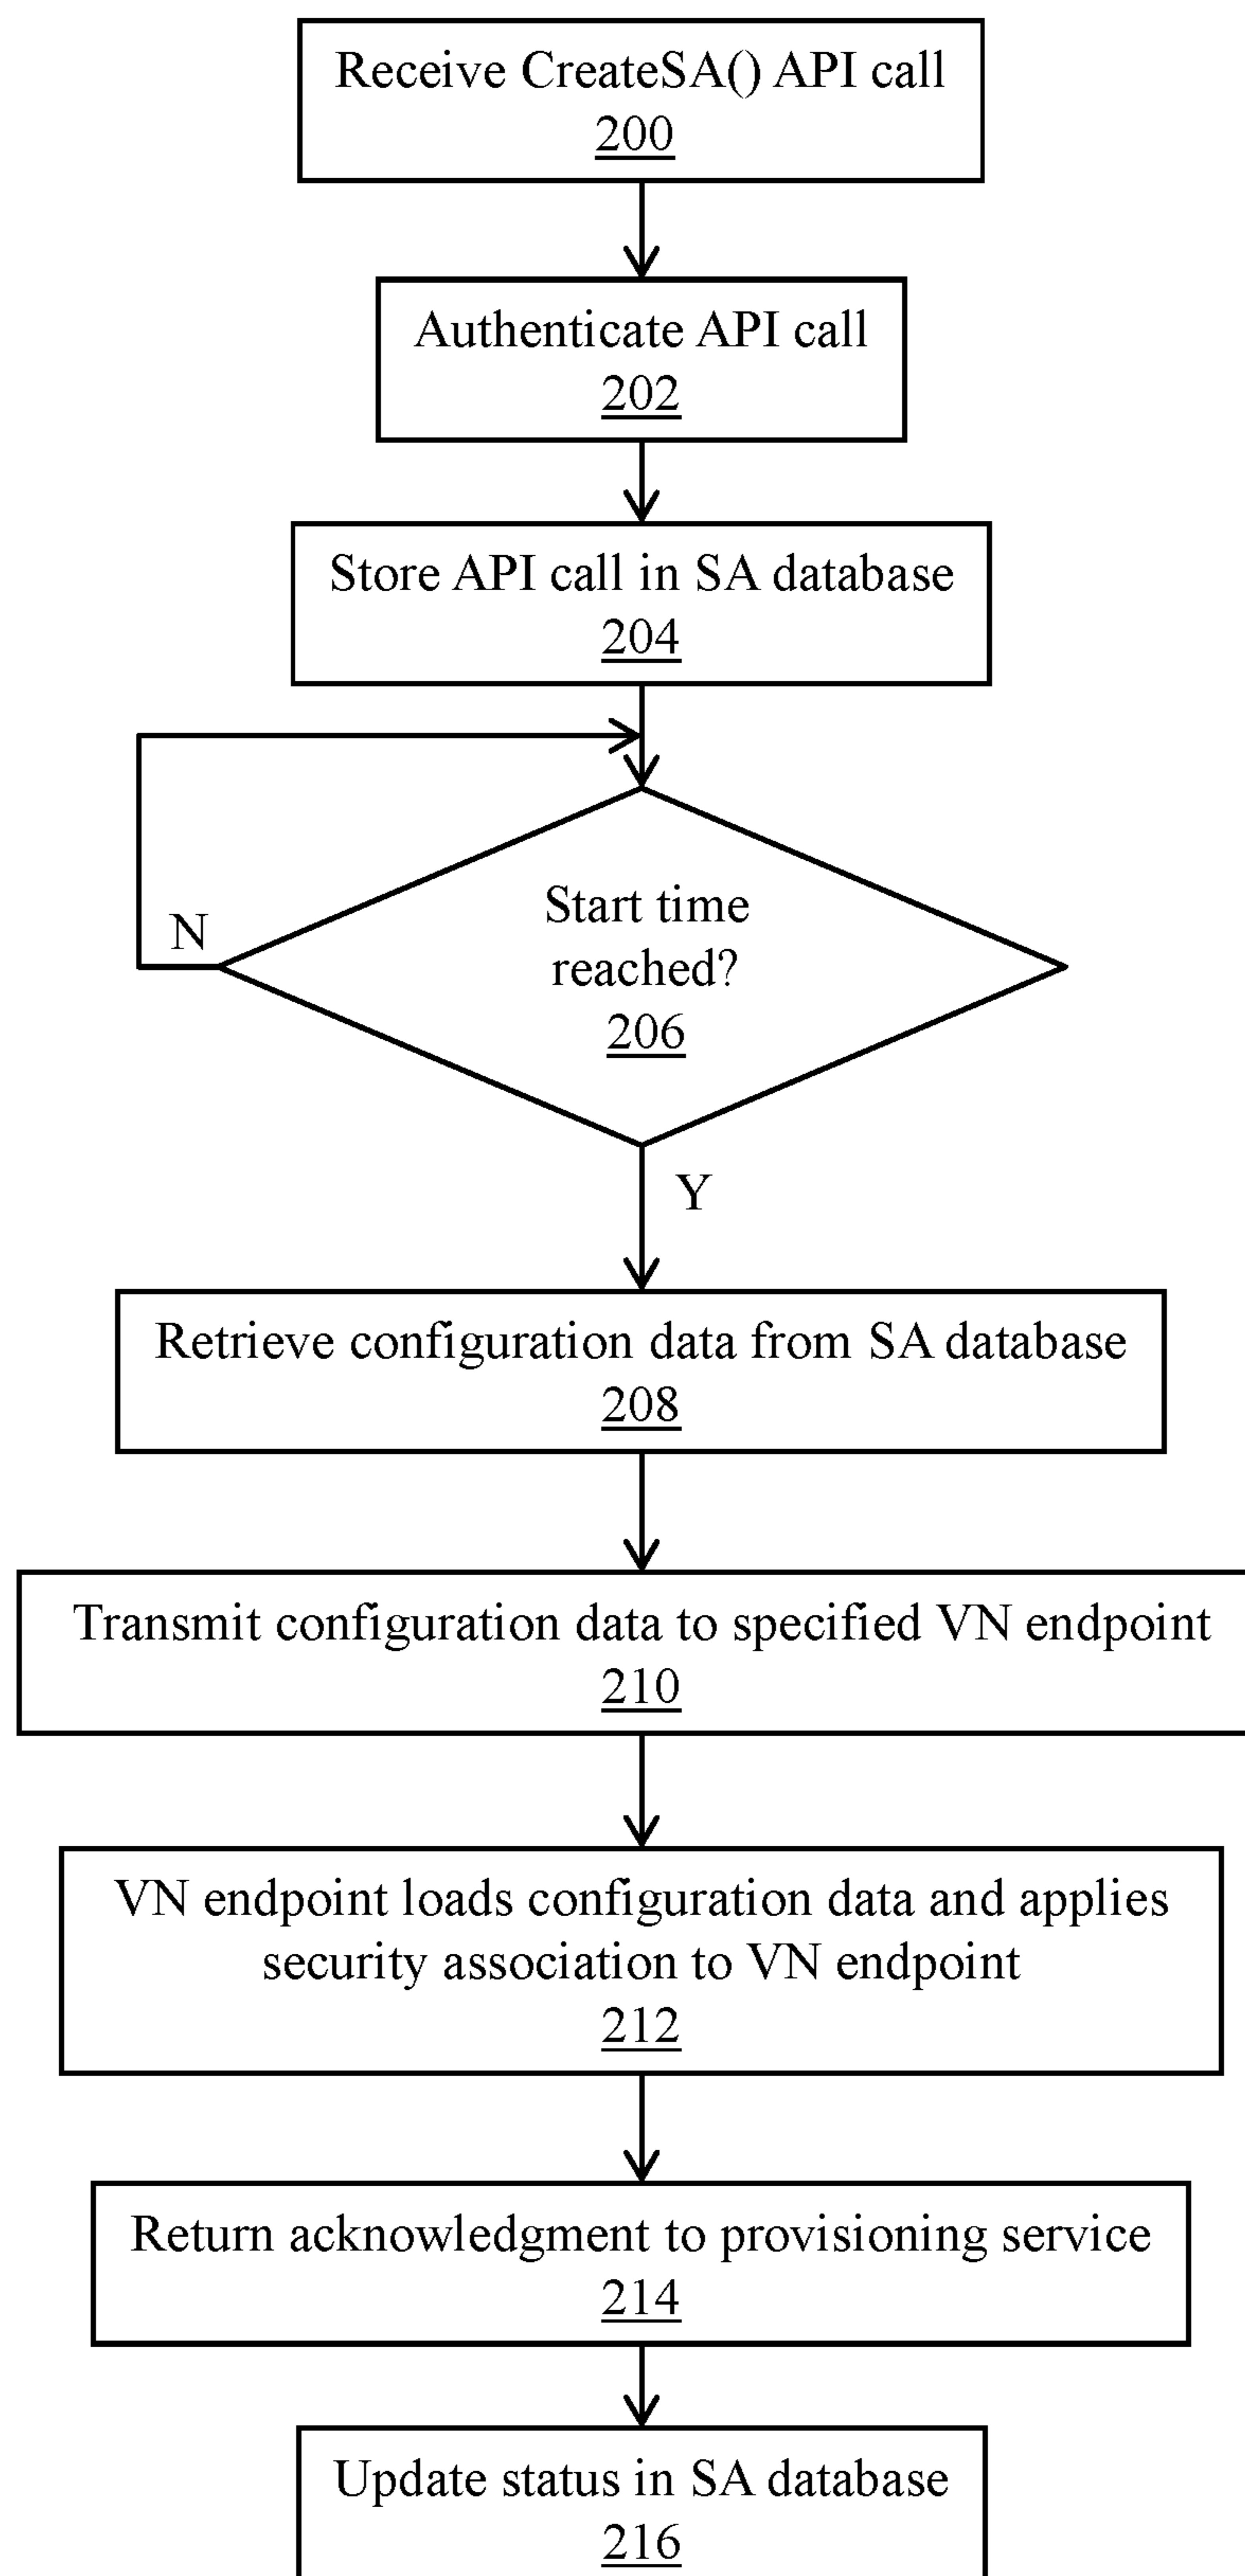 Receive CreateSA() API call
200
Authenticate API call
202
Store API call in SA database
204
Start time
reached?
206
N
Y
Retrieve configuration data from SA database
208
Transmit configuration data to specified VN endpoint
210
VN endpoint loads configuration data and applies
security association to VN endpoint
212
Return acknowledgment to provisioning service
214
Update status in SA database
216